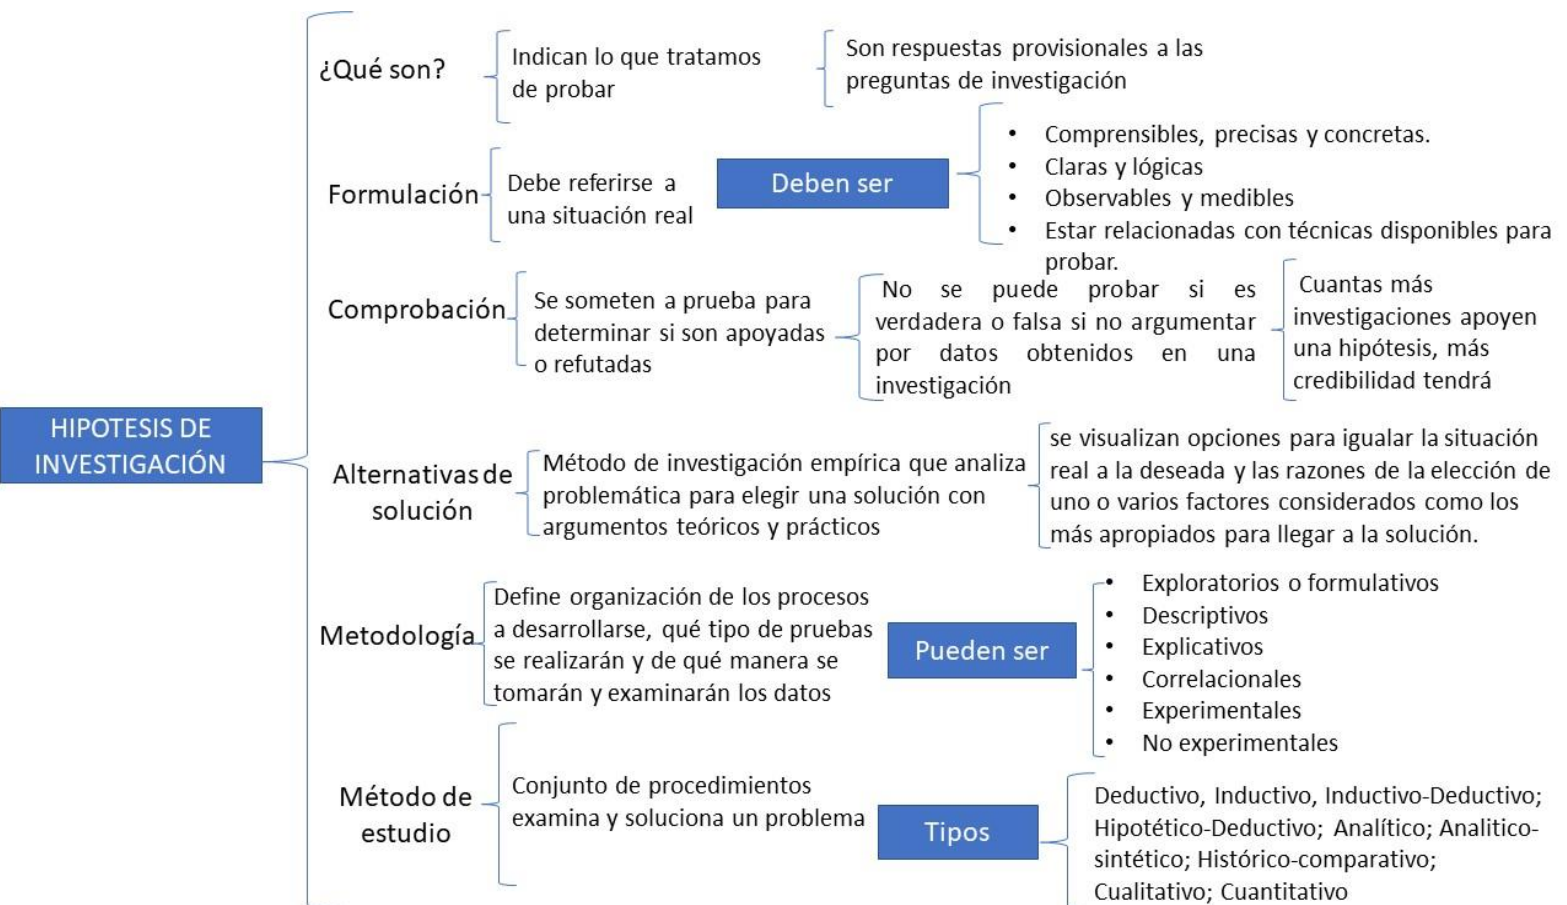 HIPOTESIS DE
INVESTIGACIÓN
¿Qué son?
Indican lo que tratamos
de probar
Son respuestas provisionales a las
preguntas de investigación
Formulación
Debe referirse a
una situación real
Deben ser
• Comprensibles, precisas y concretas.
• Claras y lógicas
• Observables y medibles
• Estar relacionadas con técnicas disponibles para
probar.
Comprobación
Se someten a prueba para
determinar si son apoyadas
o refutadas
No se puede probar si es
verdadera o falsa si no argumentar
por datos obtenidos en una
investigación
Cuantas más
investigaciones apoyen
una hipótesis, más
credibilidad tendrá
Alternativas de
solución
Método de investigación empírica que analiza
problemática para elegir una solución con
argumentos teóricos y prácticos
se visualizan opciones para igualar la situación
real a la deseada y las razones de la elección de
uno o varios factores considerados como los
más apropiados para llegar a la solución.
Metodología
Define organización de los procesos
a desarrollarse, qué tipo de pruebas
se realizarán y de qué manera se
tomarán y examinarán los datos
Pueden ser
• Exploratorios o formulativos
• Descriptivos
• Explicativos
• Correlacionales
• Experimentales
• No experimentales
Método de
estudio
Conjunto de procedimientos
examina y soluciona un problema
Tipos
Deductivo, Inductivo, Inductivo-Deductivo;
Hipotético-Deductivo; Analítico; Analitico-
sintético; Histórico-comparativo;
Cualitativo; Cuantitativo